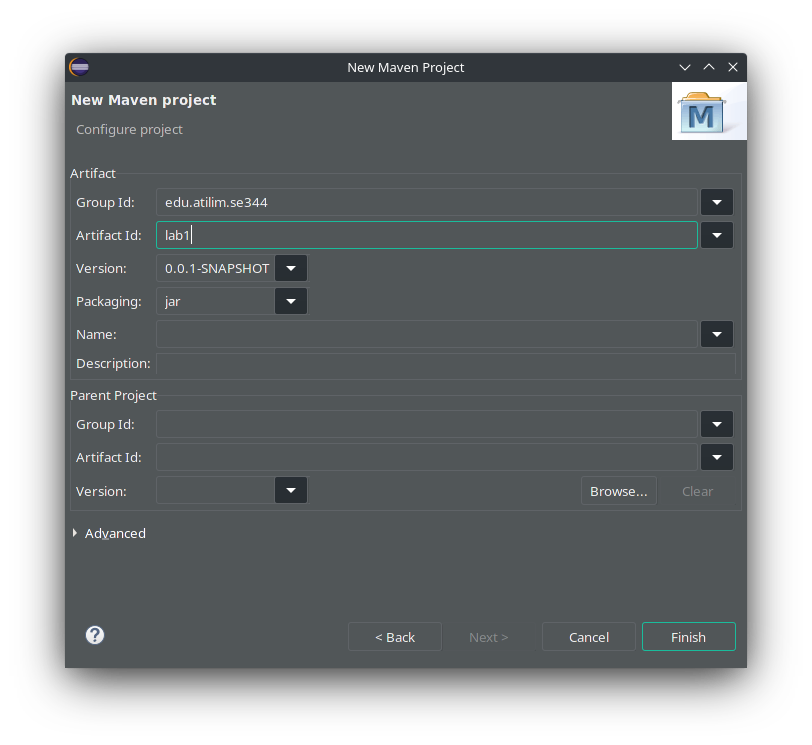 New Maven Project
New Maven project
Configure project
M
Artifact
Group Id: edu.atilim.se344
Artifact Id: lab1
Version: 0.0.1-SNAPSHOT
Packaging: jar
Name:
Description:
Parent Project
Group Id:
Artifact Id:
Version: Browse... Clear
Advanced
? < Back Next > Cancel Finish